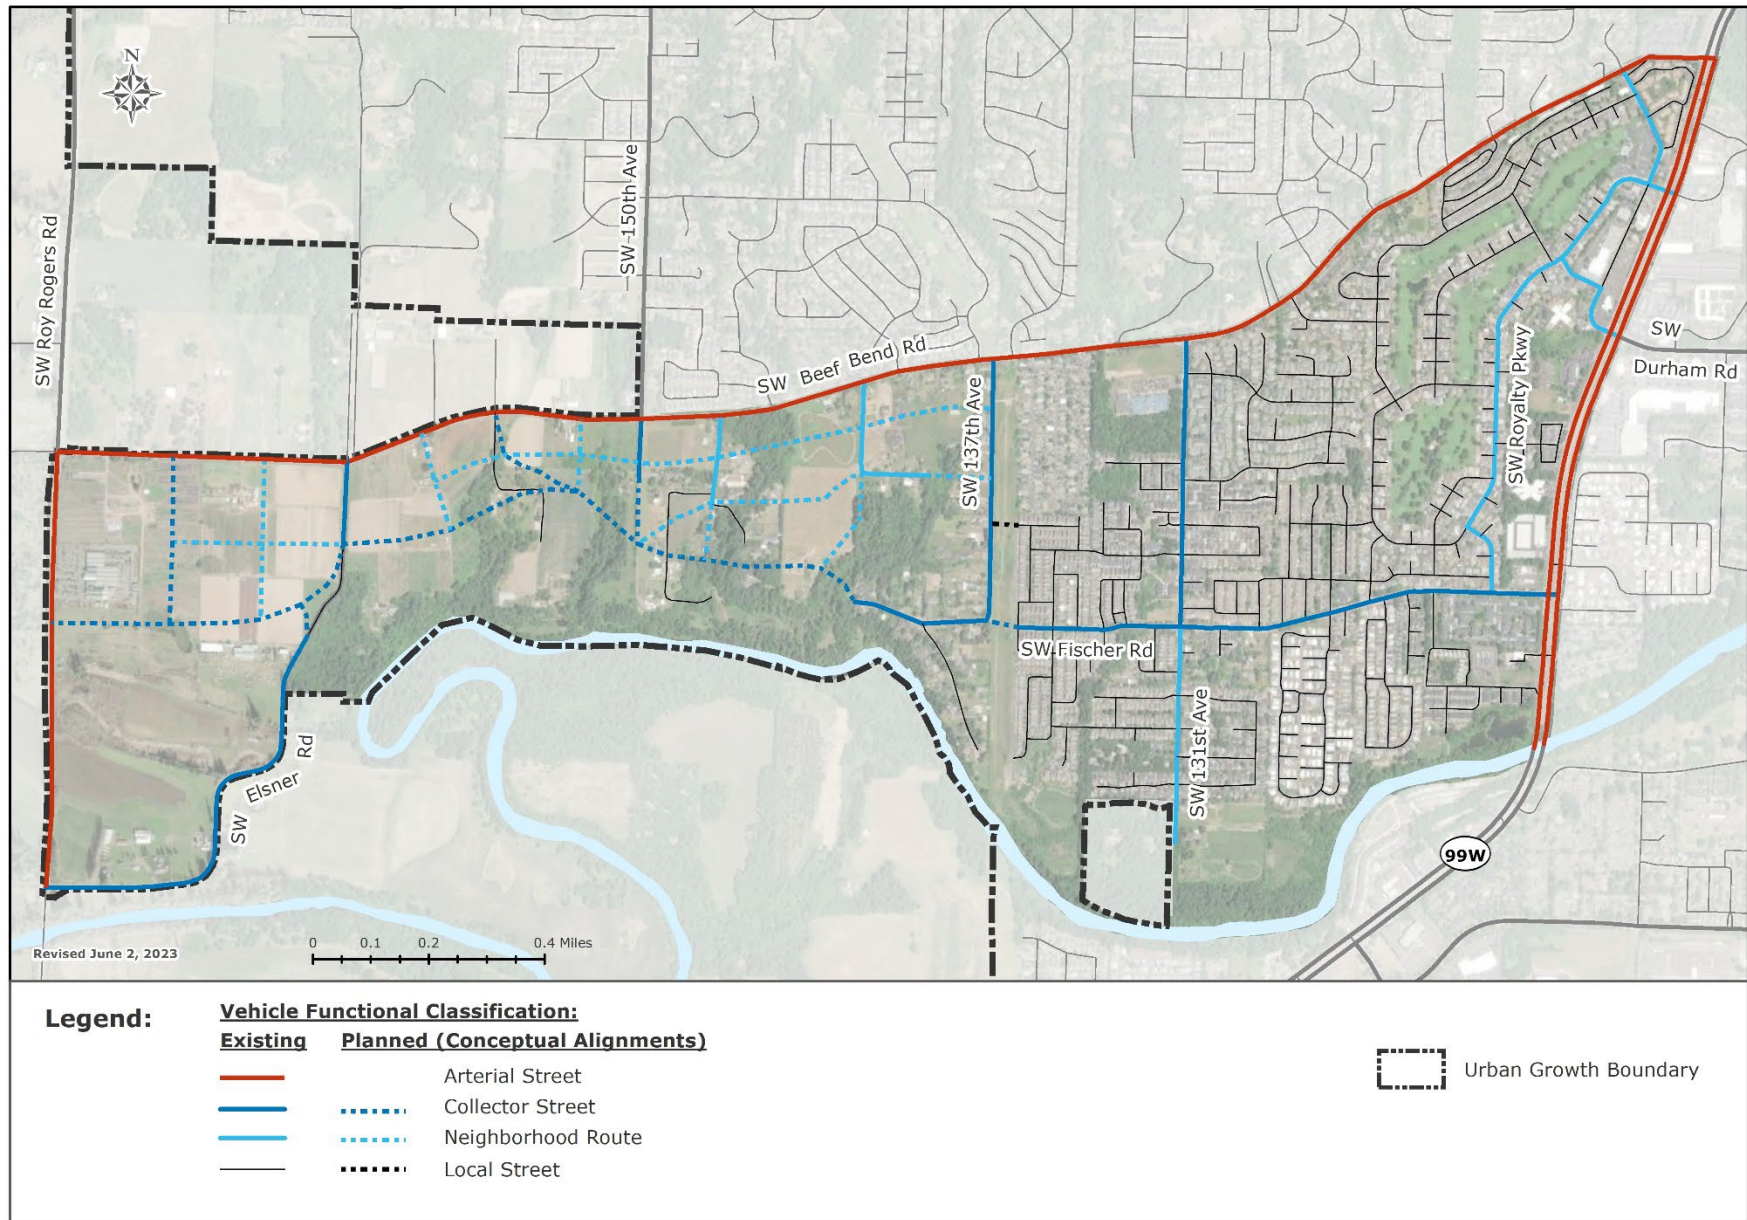 N
SW Roy Rogers Rd
SW 150th Ave
SW Beef Bend Rd
SW 137th Ave
SW Royalty Pkwy
SW
Durham Rd
SW Fischer Rd
SW 131st Ave
SW Elsner Rd
99W
Revised June 2, 2023
0 0.1 0.2 0.4 Miles
Legend:
Vehicle Functional Classification:
Existing Planned (Conceptual Alignments)
Arterial Street
Collector Street
Neighborhood Route
Local Street
Urban Growth Boundary